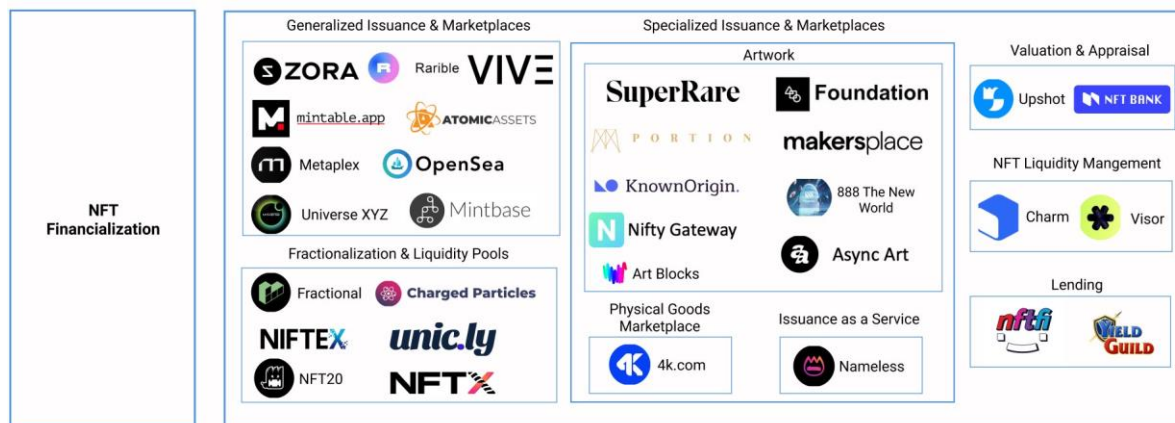 NFT
Financialization
Generalized Issuance & Marketplaces
ZORA
R
Rarible
VIVE
M.
mintable.app
ATOMICASSETS
Metaplex
OpenSea
Universe XYZ
Mintbase
Fractionalization & Liquidity Pools
Fractional
Charged Particles
NIFTEX
unic.ly
NFT20
NFTX
Specialized Issuance & Marketplaces
Artwork
SuperRare
Foundation
PORTION
makersplace
KnownOrigin.
888 The New
World
N
Nifty Gateway
Async Art
Art Blocks
Physical Goods
Marketplace
4K
4k.com
Issuance as a Service
Nameless
Valuation & Appraisal
Upshot
NFT BANK
NFT Liquidity Mangement
Charm
Visor
Lending
nftfi
YIELD
GUILD